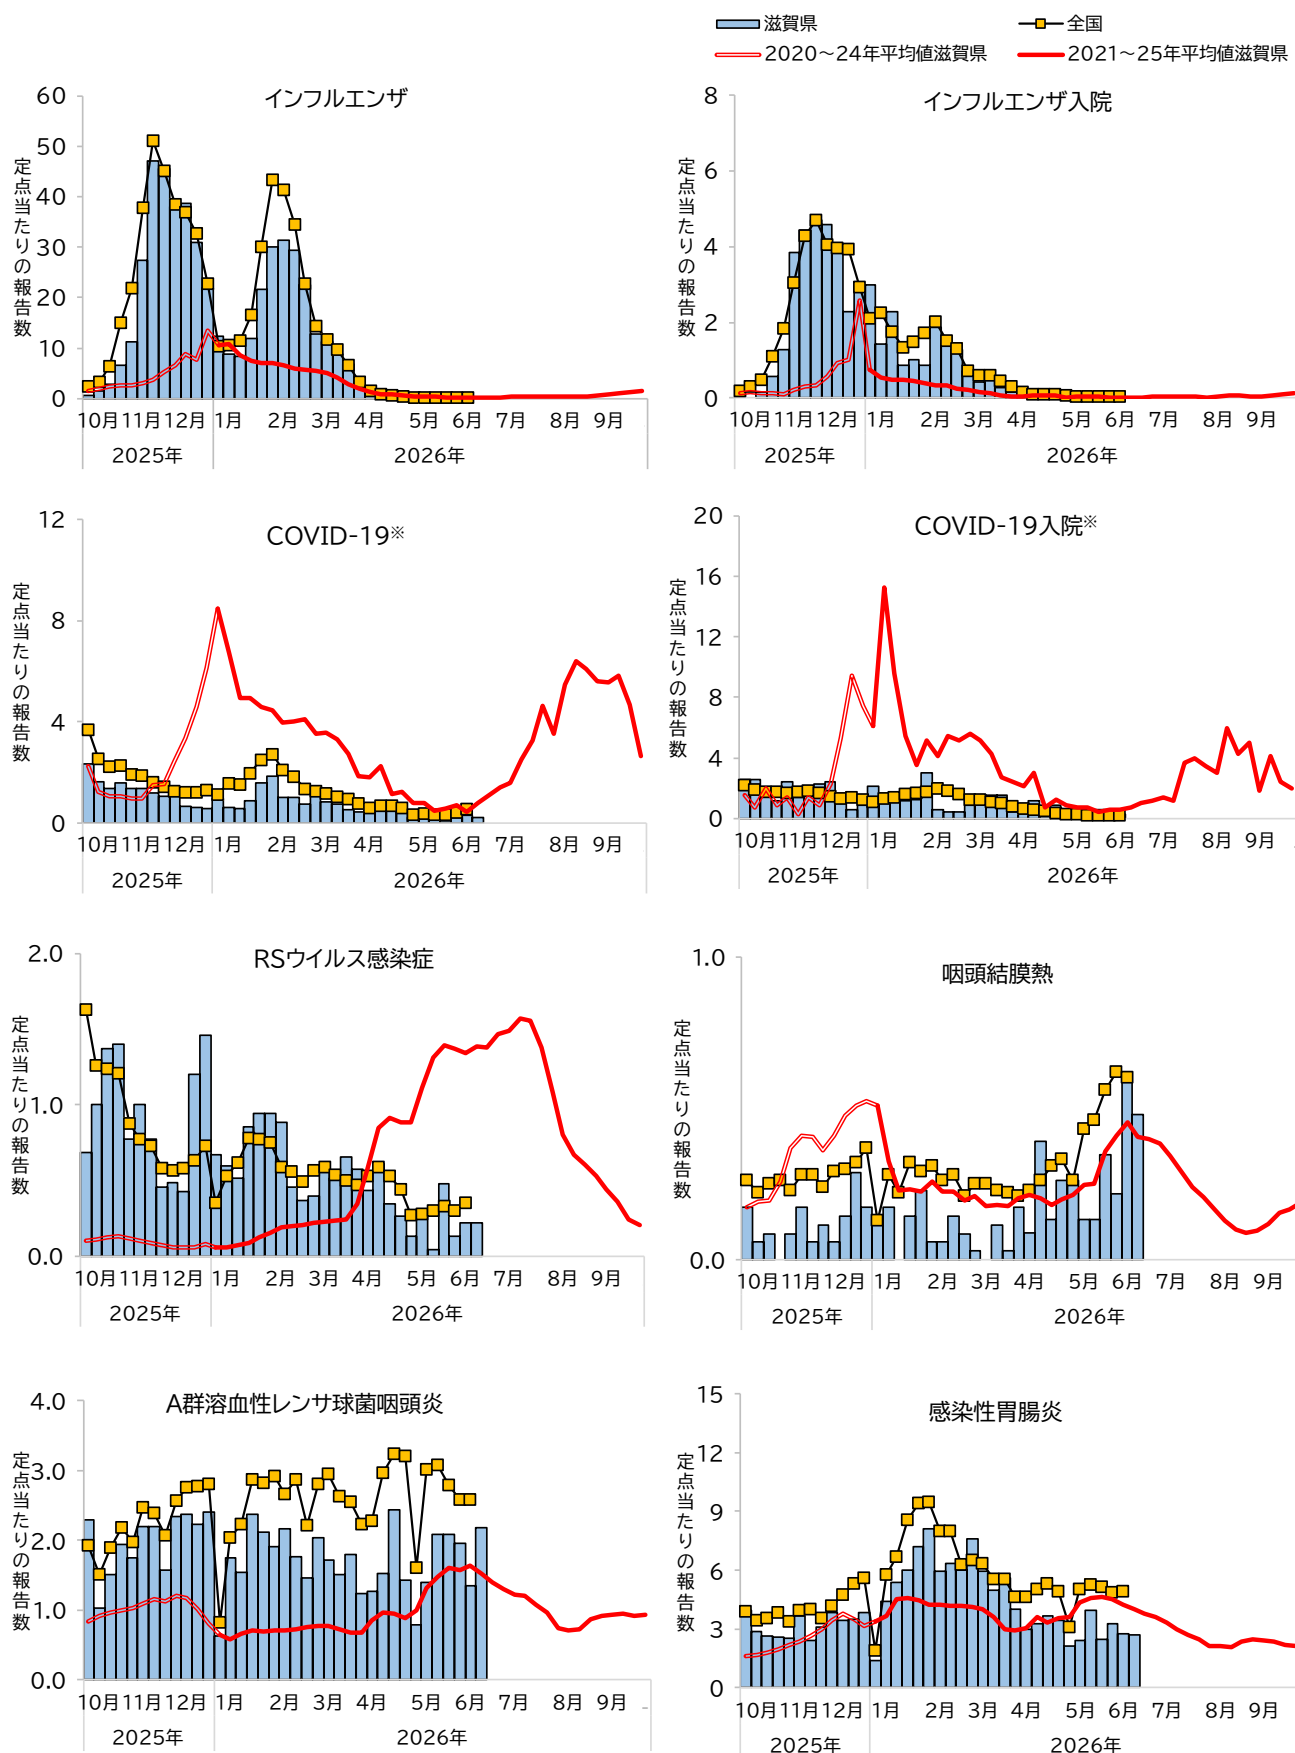 滋賀県 全国
2020～24年平均値滋賀県 2021～25年平均値滋賀県
インフルエンザ
定点当たりの報告数
60
50
40
30
20
10
0
10月 11月 12月 1月 2月 3月 4月 5月 6月 7月 8月 9月
2025年 2026年
インフルエンザ入院
定点当たりの報告数
8
6
4
2
0
10月 11月 12月 1月 2月 3月 4月 5月 6月 7月 8月 9月
2025年 2026年
COVID-19※
定点当たりの報告数
12
8
4
0
10月 11月 12月 1月 2月 3月 4月 5月 6月 7月 8月 9月
2025年 2026年
COVID-19入院※
定点当たりの報告数
20
16
12
8
4
0
10月 11月 12月 1月 2月 3月 4月 5月 6月 7月 8月 9月
2025年 2026年
RSウイルス感染症
定点当たりの報告数
2.0
1.0
0.0
10月 11月 12月 1月 2月 3月 4月 5月 6月 7月 8月 9月
2025年 2026年
咽頭結膜熱
定点当たりの報告数
1.0
0.0
10月 11月 12月 1月 2月 3月 4月 5月 6月 7月 8月 9月
2025年 2026年
A群溶血性レンサ球菌咽頭炎
定点当たりの報告数
4.0
3.0
2.0
1.0
0.0
10月 11月 12月 1月 2月 3月 4月 5月 6月 7月 8月 9月
2025年 2026年
感染性胃腸炎
定点当たりの報告数
15
12
9
6
3
0
10月 11月 12月 1月 2月 3月 4月 5月 6月 7月 8月 9月
2025年 2026年